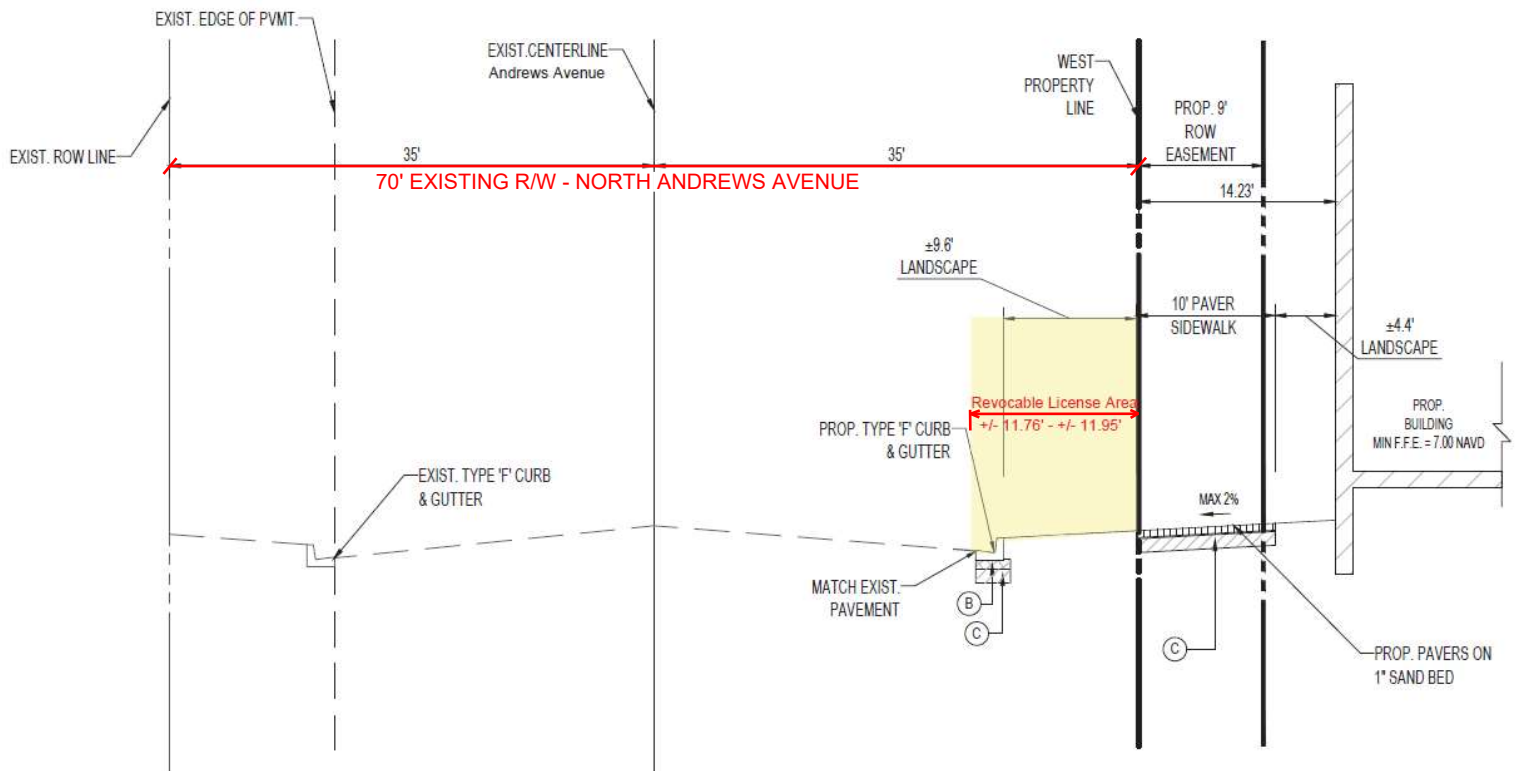 EXIST. EDGE OF PVMT.
EXIST.CENTERLINE
Andrews Avenue
WEST
PROPERTY
LINE
PROP. 9'
ROW
EASEMENT
EXIST. ROW LINE
35'
35'
70' EXISTING R/W - NORTH ANDREWS AVENUE
14.23'
±9.6'
LANDSCAPE
10' PAVER
SIDEWALK
±4.4'
LANDSCAPE
Revocable License Area
+/- 11.76' - +/- 11.95'
PROP. TYPE 'F' CURB
& GUTTER
PROP.
BUILDING
MIN F.F.E. = 7.00 NAVD
EXIST. TYPE 'F' CURB
& GUTTER
MAX 2%
MATCH EXIST.
PAVEMENT
B
C
C
PROP. PAVERS ON
1" SAND BED